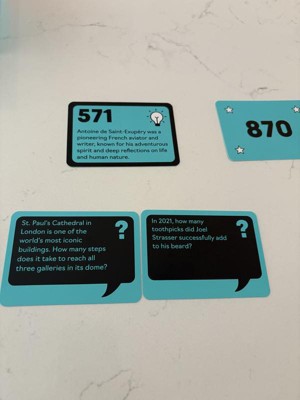 571
Antoine de Saint-Exupéry was a
pioneering French aviator and
writer, known for his adventurous
spirit and deep reflections on life
and human nature.
870
St. Paul's Cathedral in
London is one of the
world's most iconic
buildings. How many steps
does it take to reach all
three galleries in its dome?
?
In 2021, how many
toothpicks did Joel
Strasser successfully add
to his beard?
?